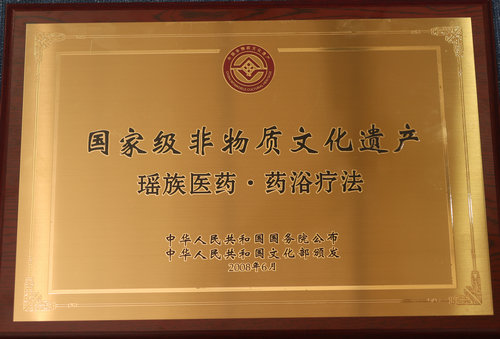 国家级非物质文化遗产
瑶族医药·药浴疗法
中华人民共和国国务院公布
中华人民共和国文化部颁发
2008年6月